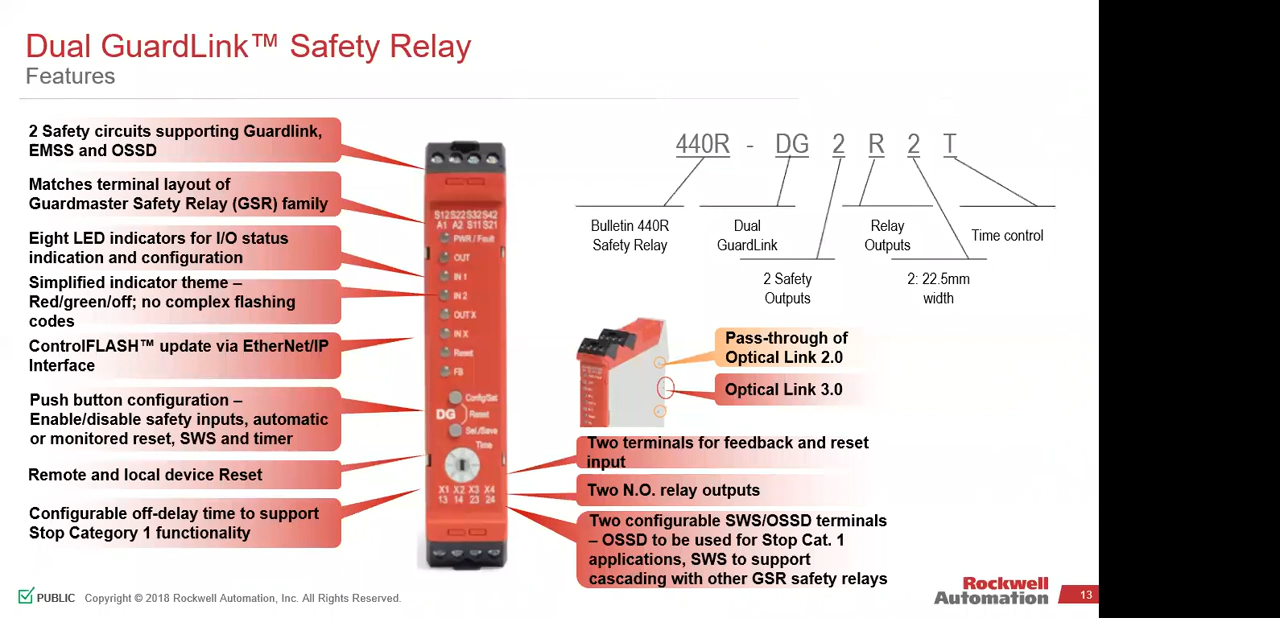 Dual GuardLink™ Safety Relay
Features
2 Safety circuits supporting Guardlink,
EMSS and OSSD
Matches terminal layout of
Guardmaster Safety Relay (GSR) family
Eight LED indicators for I/O status
indication and configuration
Simplified indicator theme –
Red/green/off; no complex flashing
codes
ControlFLASH™ update via EtherNet/IP
Interface
Push button configuration –
Enable/disable safety inputs, automatic
or monitored reset, SWS and timer
Remote and local device Reset
Configurable off-delay time to support
Stop Category 1 functionality
S12 S22 S32 S42
A1 A2 S11 S21
PWR / Fault
OUT
IN 1
IN 2
OUT X
IN X
Reset
FB
Config/Set
DG Reset
Sel./Save
Time
X1 X2 X3 X4
13 14 23 24
440R - DG 2 R 2 T
Bulletin 440R
Safety Relay
Dual
GuardLink
2 Safety
Outputs
Relay
Outputs
2: 22.5mm
width
Time control
Pass-through of
Optical Link 2.0
Optical Link 3.0
Two terminals for feedback and reset
input
Two N.O. relay outputs
Two configurable SWS/OSSD terminals
– OSSD to be used for Stop Cat. 1
applications, SWS to support
cascading with other GSR safety relays
PUBLIC Copyright © 2018 Rockwell Automation, Inc. All Rights Reserved.
Rockwell
Automation
13